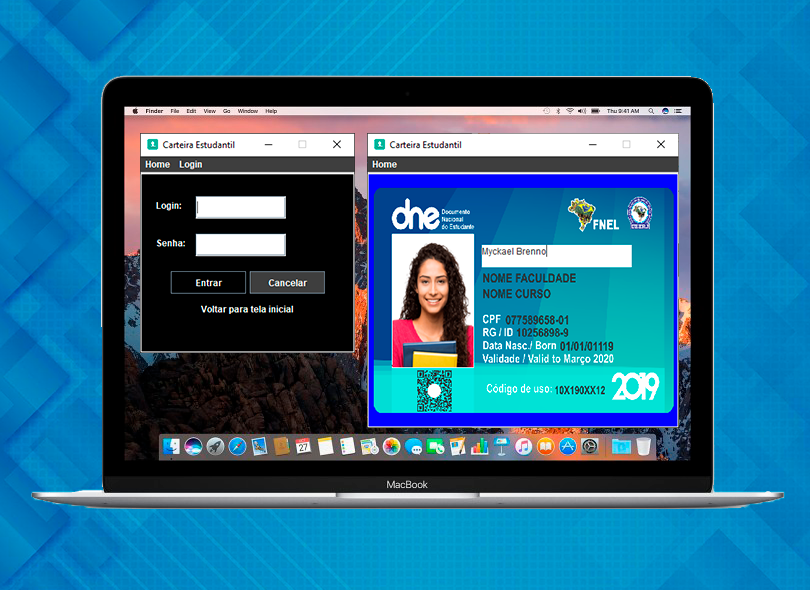 Finder File Edit View Go Window Help
Thu 9:41 AM
Carteira Estudantil
Home Login
Login:
Senha:
Entrar Cancelar
Voltar para tela inicial
Carteira Estudantil
Home
dne Documento
Nacional
do Estudante
FNEL
Myckael Brenno
NOME FACULDADE
NOME CURSO
CPF 077589658-01
RG / ID 10256898-9
Data Nasc./ Born 01/01/01119
Validade / Valid to Março 2020
Código de uso: 10X190XX12
2019
27
MacBook